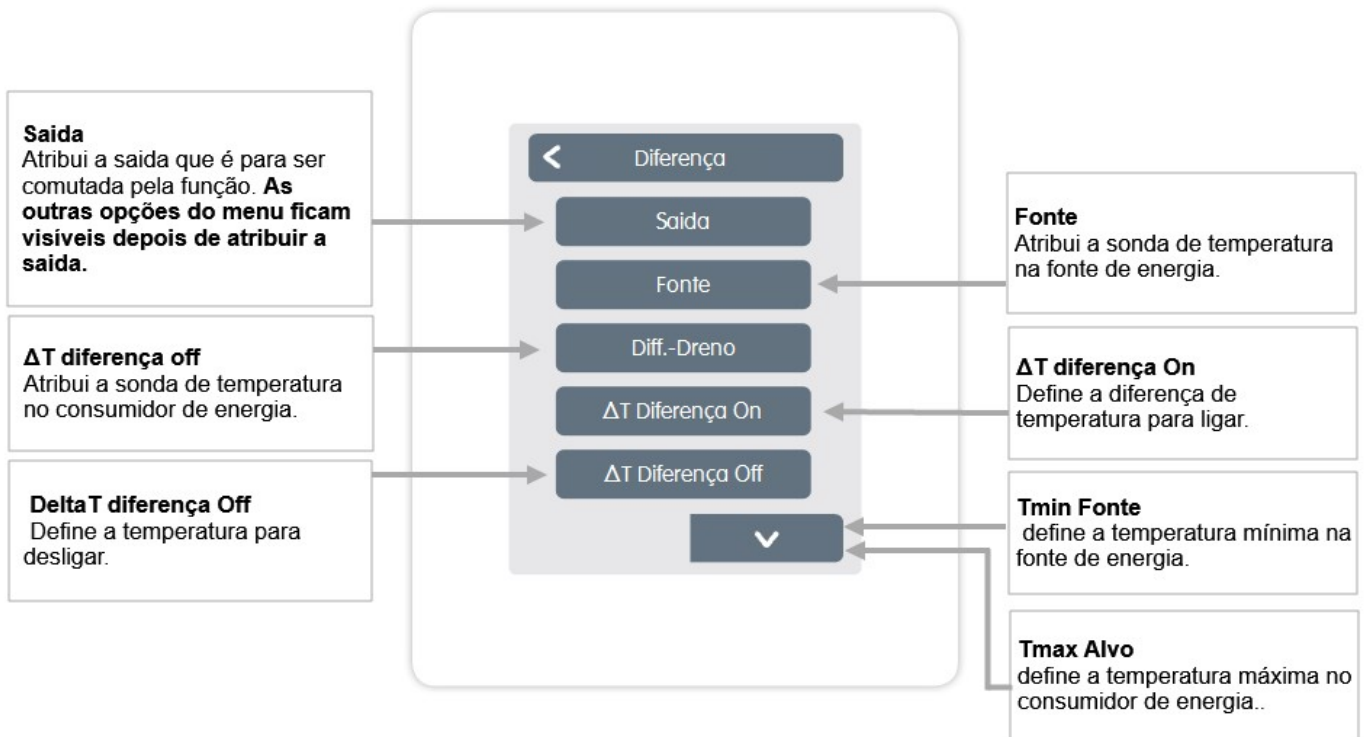 Saida
Atribui a saida que é para ser
comutada pela função. As
outras opções do menu ficam
visíveis depois de atribuir a
saida.
ΔT diferença off
Atribui a sonda de temperatura
no consumidor de energia.
DeltaT diferença Off
Define a temperatura para
desligar.
Diferença
Saida
Fonte
Diff.-Dreno
ΔT Diferença On
ΔT Diferença Off
Fonte
Atribui a sonda de temperatura
na fonte de energia.
ΔT diferença On
Define a diferença de
temperatura para ligar.
Tmin Fonte
define a temperatura mínima na
fonte de energia.
Tmax Alvo
define a temperatura máxima no
consumidor de energia..